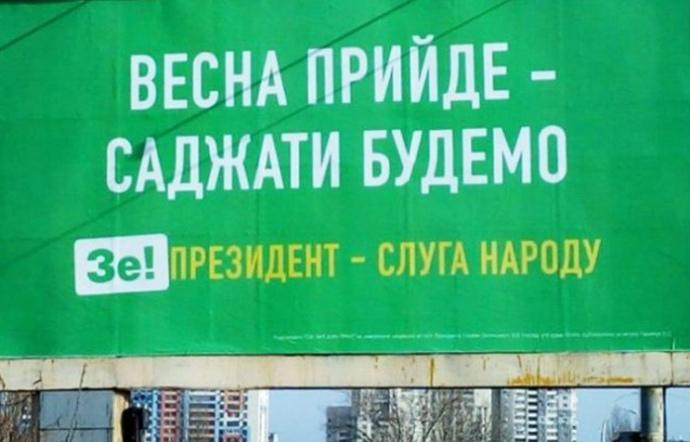 ВЕСНА ПРИЙДЕ –
САДЖАТИ БУДЕМО
Зе! ПРЕЗИДЕНТ – СЛУГА НАРОДУ